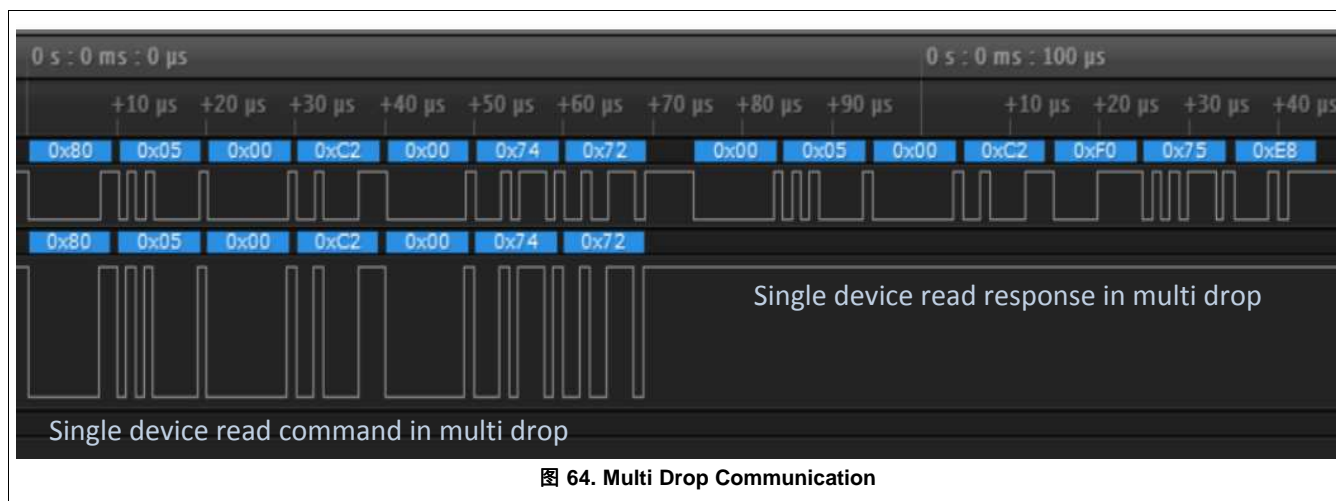 0 s : 0 ms : 0 µs 0 s : 0 ms : 100 µs
+10 µs +20 µs +30 µs +40 µs +50 µs +60 µs +70 µs +80 µs +90 µs +10 µs +20 µs +30 µs +40 µs
0x80 0x05 0x00 0xC2 0x00 0x74 0x72 0x00 0x05 0x00 0xC2 0xF0 0x75 0xE8
0x80 0x05 0x00 0xC2 0x00 0x74 0x72
Single device read response in multi drop
Single device read command in multi drop
图 64. Multi Drop Communication